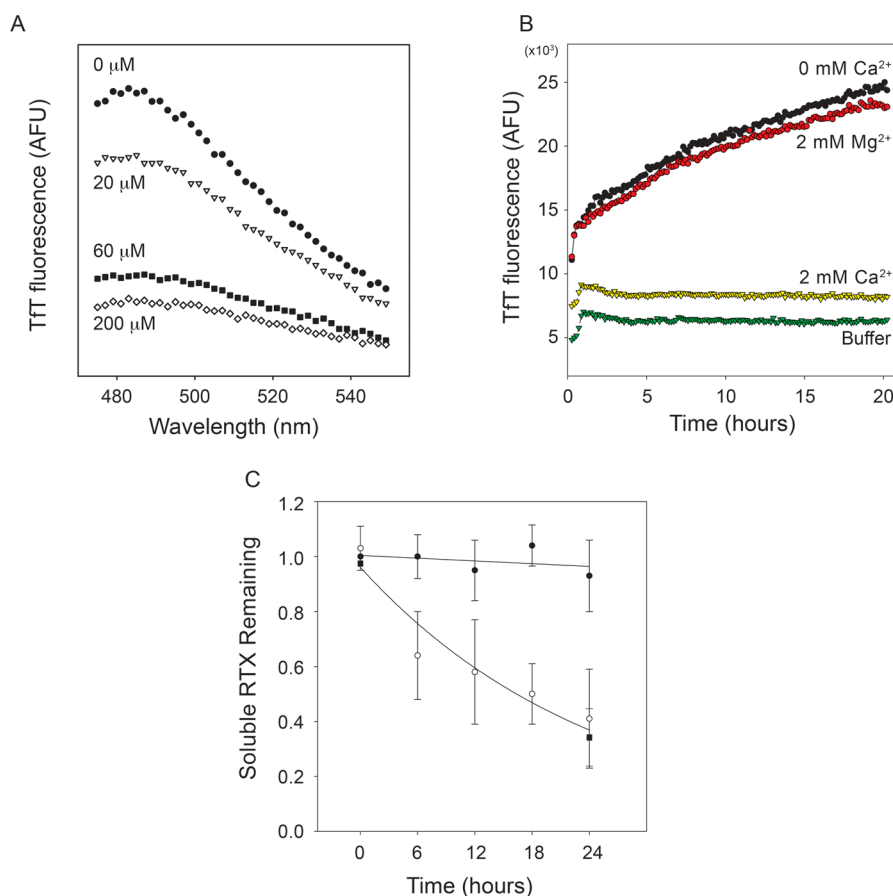 A
TfT fluorescence (AFU)
0 μM
20 μM
60 μM
200 μM
480 500 520 540
Wavelength (nm)
B
(x10³)
TfT fluorescence (AFU)
25
20
15
10
5
0 mM Ca²⁺
2 mM Mg²⁺
2 mM Ca²⁺
Buffer
0 5 10 15 20
Time (hours)
C
Soluble RTX Remaining
1.2
1.0
0.8
0.6
0.4
0.2
0.0
0 6 12 18 24
Time (hours)